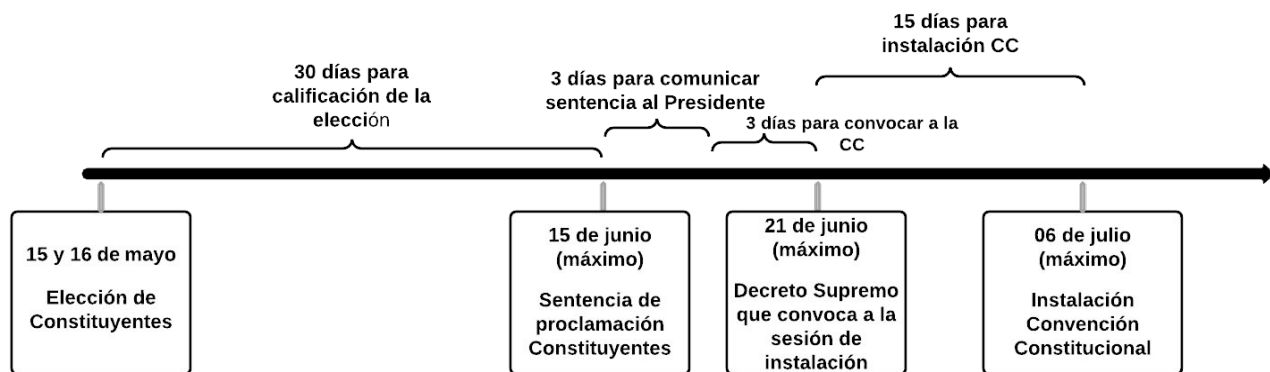 15 días para
instalación CC
30 días para
calificación de la
elección
3 días para comunicar
sentencia al Presidente
3 días para convocar a la
CC
15 y 16 de mayo
Elección de
Constituyentes
15 de junio
(máximo)
Sentencia de
proclamación
Constituyentes
21 de junio
(máximo)
Decreto Supremo
que convoca a la
sesión de
instalación
06 de julio
(máximo)
Instalación
Convención
Constitucional